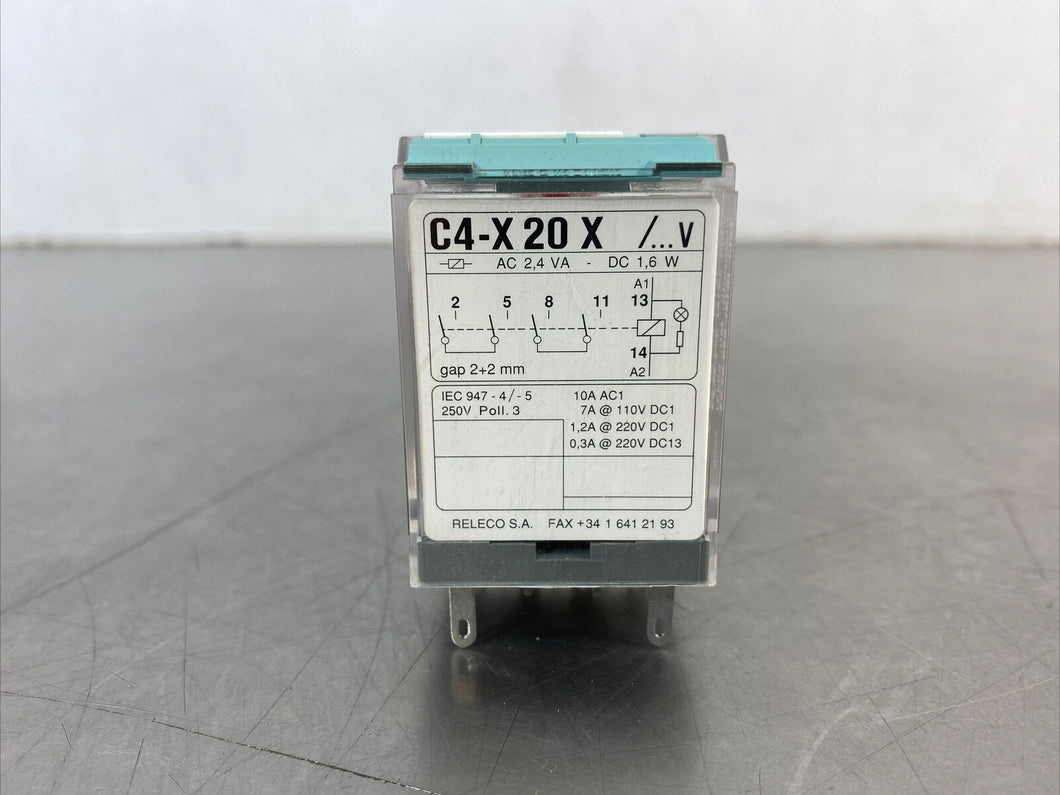 C4-X 20 X /...V
AC 2,4 VA - DC 1,6 W
A1
2 5 8 11 13
14
gap 2+2 mm A2
IEC 947 - 4 / - 5 10A AC1
250V Poll. 3 7A @ 110V DC1
1,2A @ 220V DC1
0,3A @ 220V DC13
RELECO S.A. FAX +34 1 641 21 93